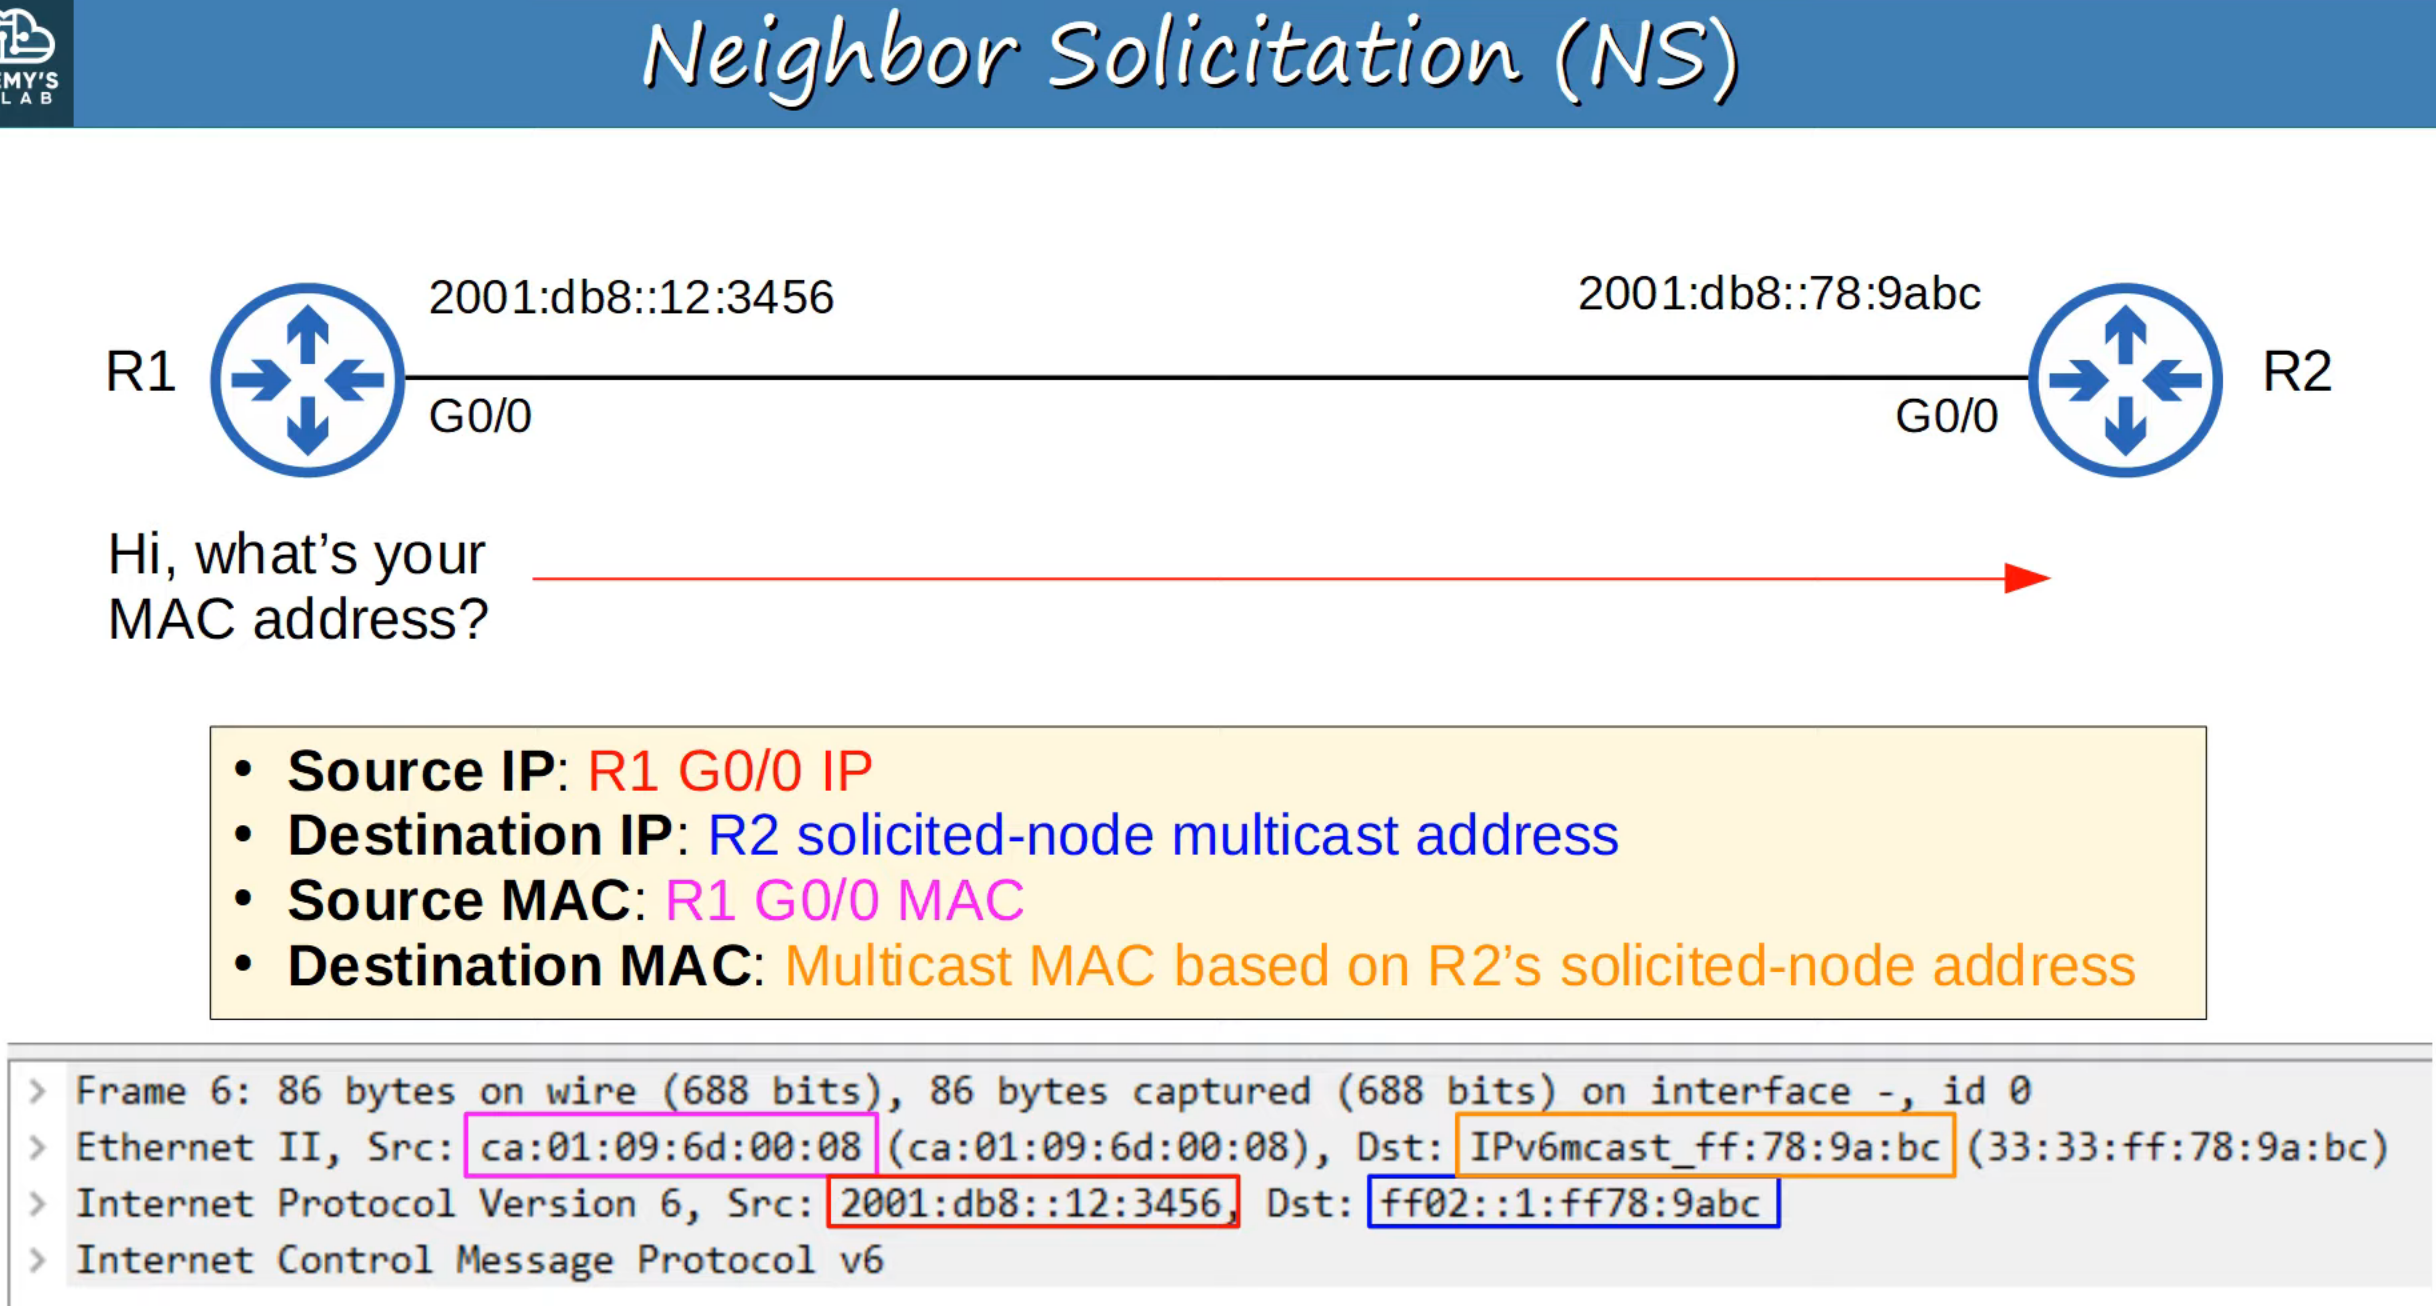 Neighbor Solicitation (NS)
EMY'S
LAB
2001:db8::12:3456
2001:db8::78:9abc
R1
R2
G0/0
G0/0
Hi, what's your
MAC address?
• Source IP: R1 G0/0 IP
• Destination IP: R2 solicited-node multicast address
• Source MAC: R1 G0/0 MAC
• Destination MAC: Multicast MAC based on R2's solicited-node address
> Frame 6: 86 bytes on wire (688 bits), 86 bytes captured (688 bits) on interface -, id 0
> Ethernet II, Src: ca:01:09:6d:00:08 (ca:01:09:6d:00:08), Dst: IPv6mcast_ff:78:9a:bc (33:33:ff:78:9a:bc)
> Internet Protocol Version 6, Src: 2001:db8::12:3456, Dst: ff02::1:ff78:9abc
> Internet Control Message Protocol v6